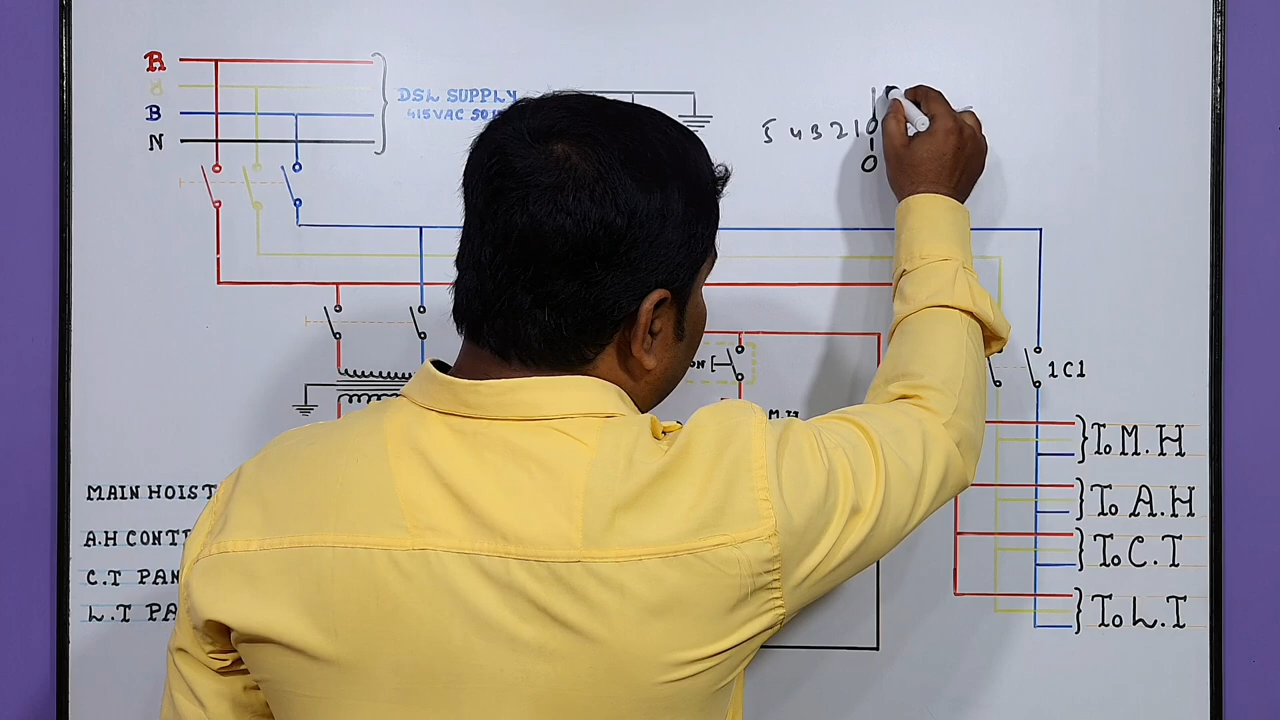 R
Y
B
N
DSL SUPPLY
415VAC 50
5 4 3 2 1 0
0
ON
M.H
1C1
To M.H
To A.H
To C.T
To L.T
MAIN HOIST
A.H CONT
C.T PAN
L.T PA